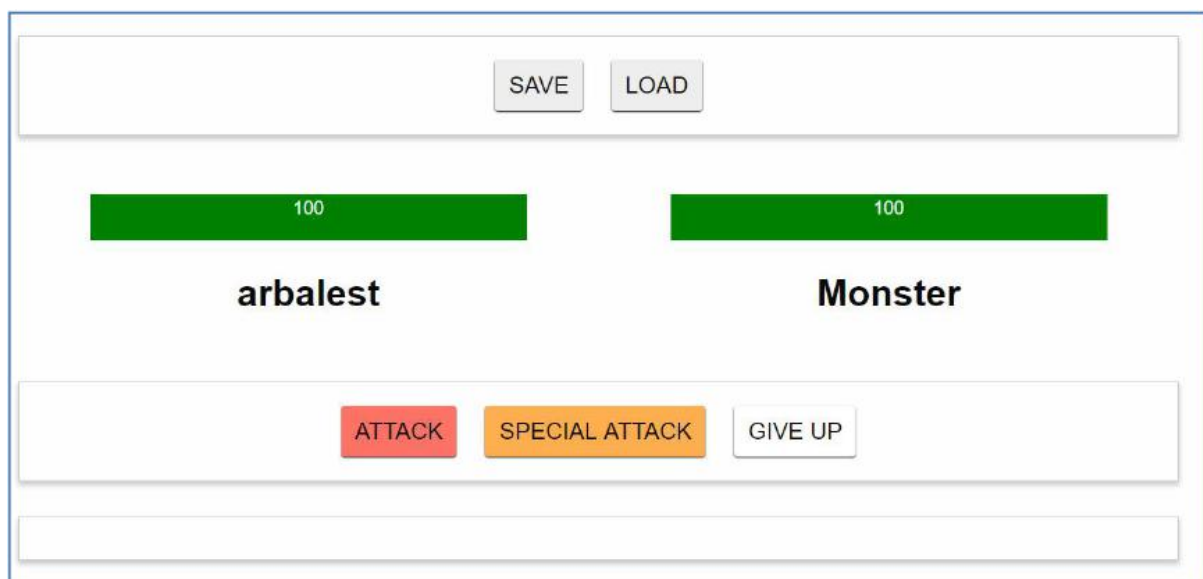 SAVE LOAD
100 100
arbalest Monster
ATTACK SPECIAL ATTACK GIVE UP